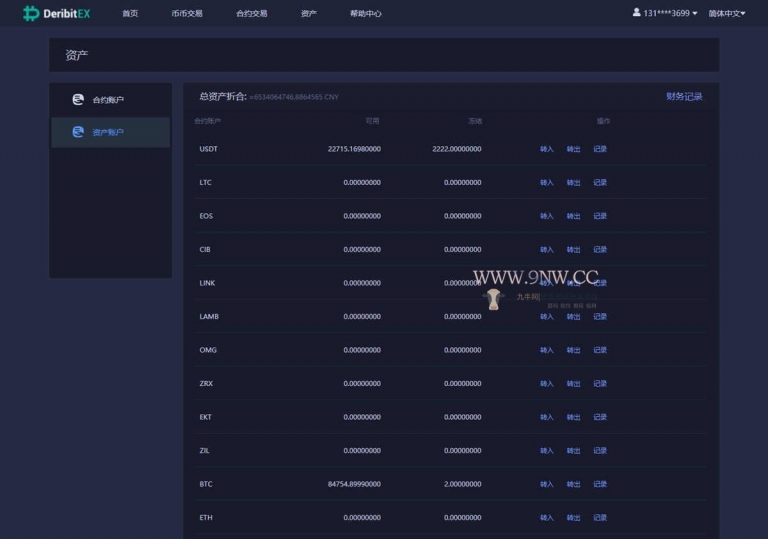 DeribitEX 首页 币币交易 合约交易 资产 帮助中心 131****3699 简体中文
资产
合约账户
资产账户
总资产折合: ≈6534064746.8864565 CNY 财务记录
合约账户 可用 冻结 操作
USDT 22715.16980000 2222.00000000 转入 转出 记录
LTC 0.00000000 0.00000000 转入 转出 记录
EOS 0.00000000 0.00000000 转入 转出 记录
CIB 0.00000000 0.00000000 转入 转出 记录
WWW.9NW.CC
LINK 0.00000000 0.00000000 转入 转出 记录
九牛网
LAMB 0.00000000 0.00000000 转入 转出 记录
OMG 0.00000000 0.00000000 转入 转出 记录
ZRX 0.00000000 0.00000000 转入 转出 记录
EKT 0.00000000 0.00000000 转入 转出 记录
ZIL 0.00000000 0.00000000 转入 转出 记录
BTC 84754.89990000 2.00000000 转入 转出 记录
ETH 0.00000000 0.00000000 转入 转出 记录